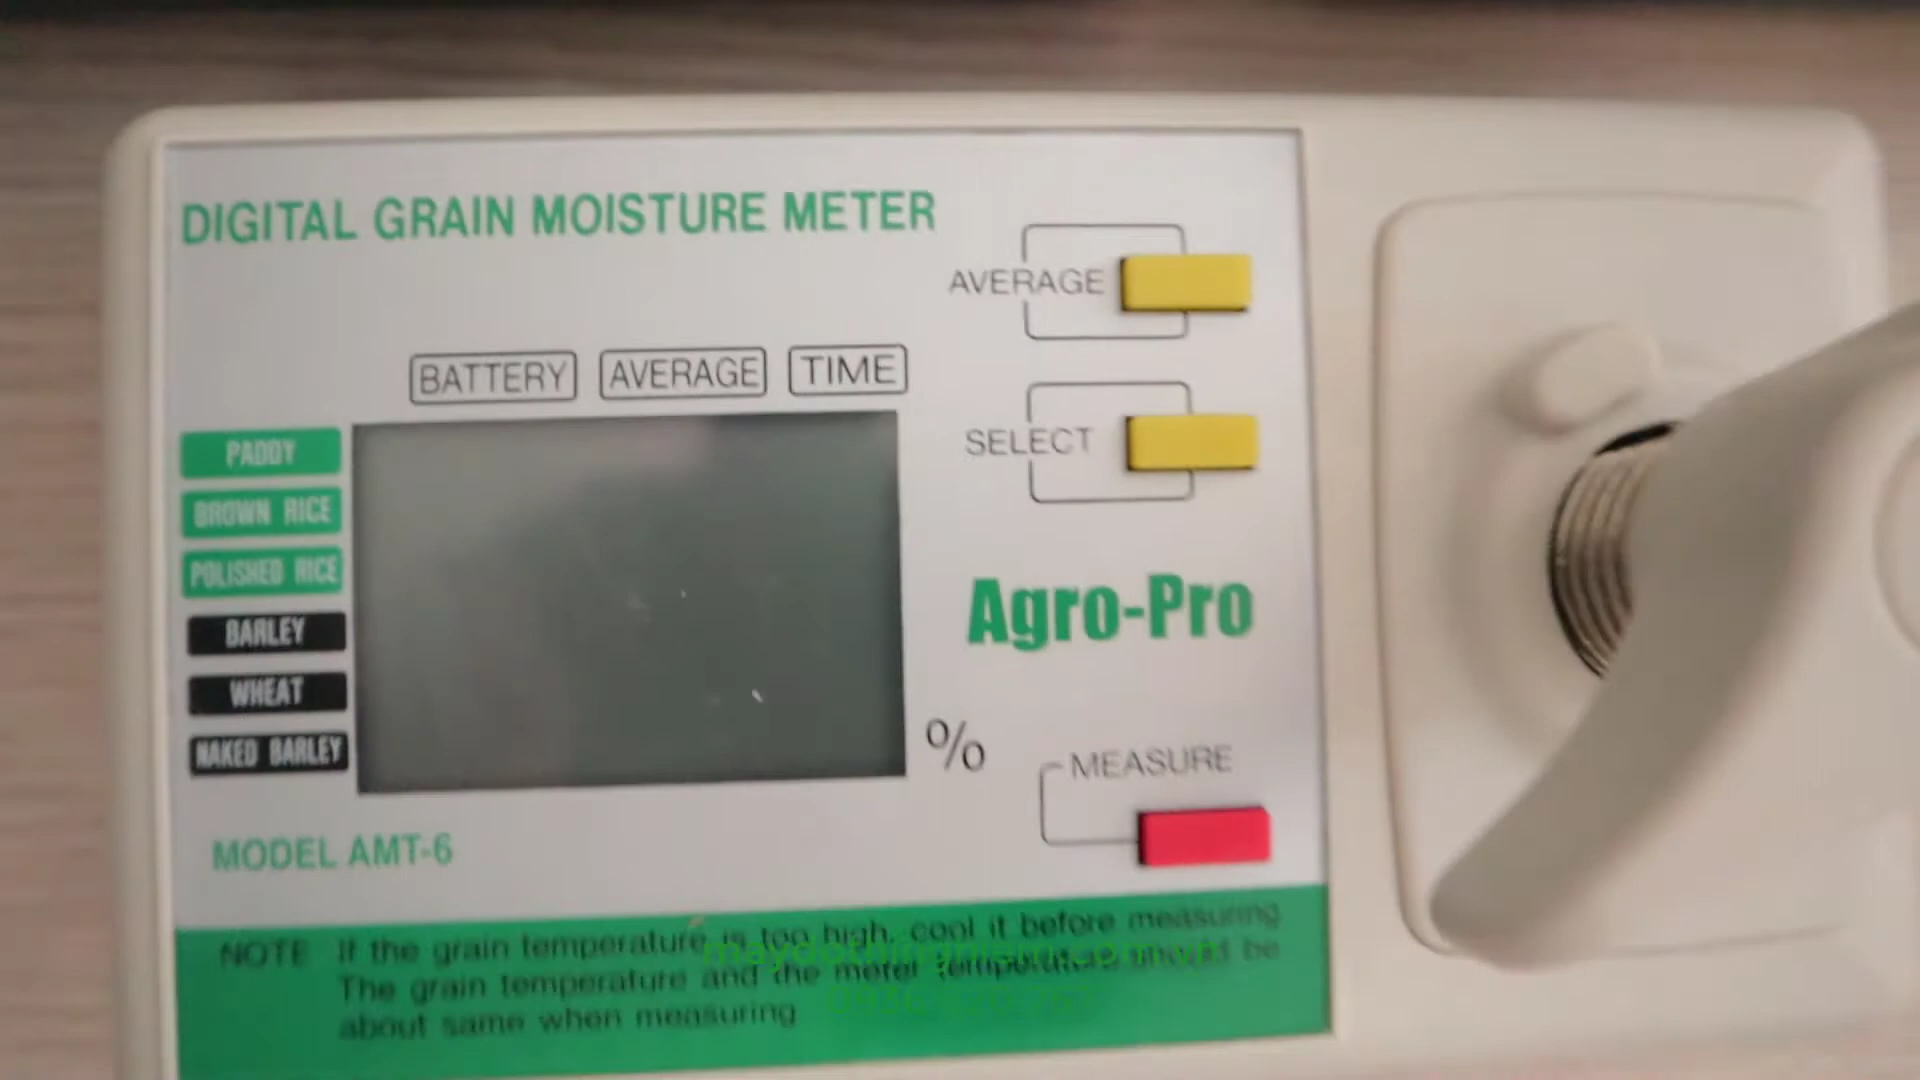 DIGITAL GRAIN MOISTURE METER
AVERAGE
BATTERY AVERAGE TIME
SELECT
PADDY
BROWN RICE
POLISHED RICE
BARLEY
WHEAT
NAKED BARLEY
Agro-Pro
%
MEASURE
MODEL AMT-6
NOTE If the grain temperature is too high, cool it before measuring
The grain temperature and the meter temperature should be
about same when measuring